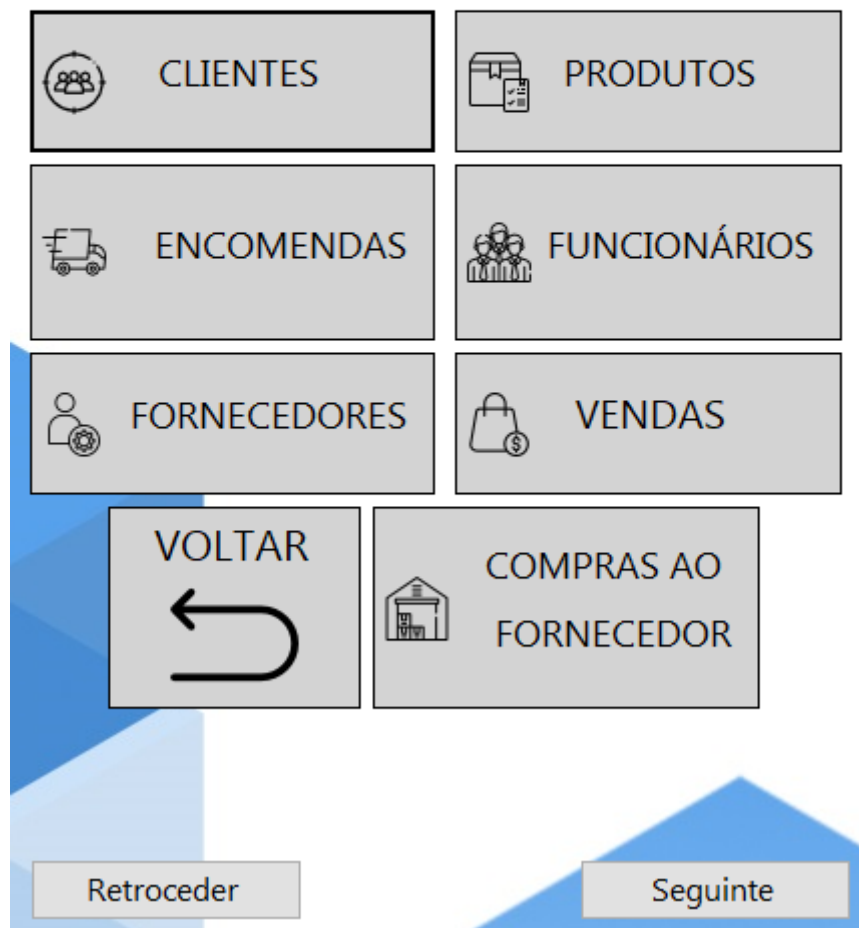 CLIENTES
PRODUTOS
ENCOMENDAS
FUNCIONÁRIOS
FORNECEDORES
VENDAS
VOLTAR
COMPRAS AO
FORNECEDOR
Retroceder
Seguinte